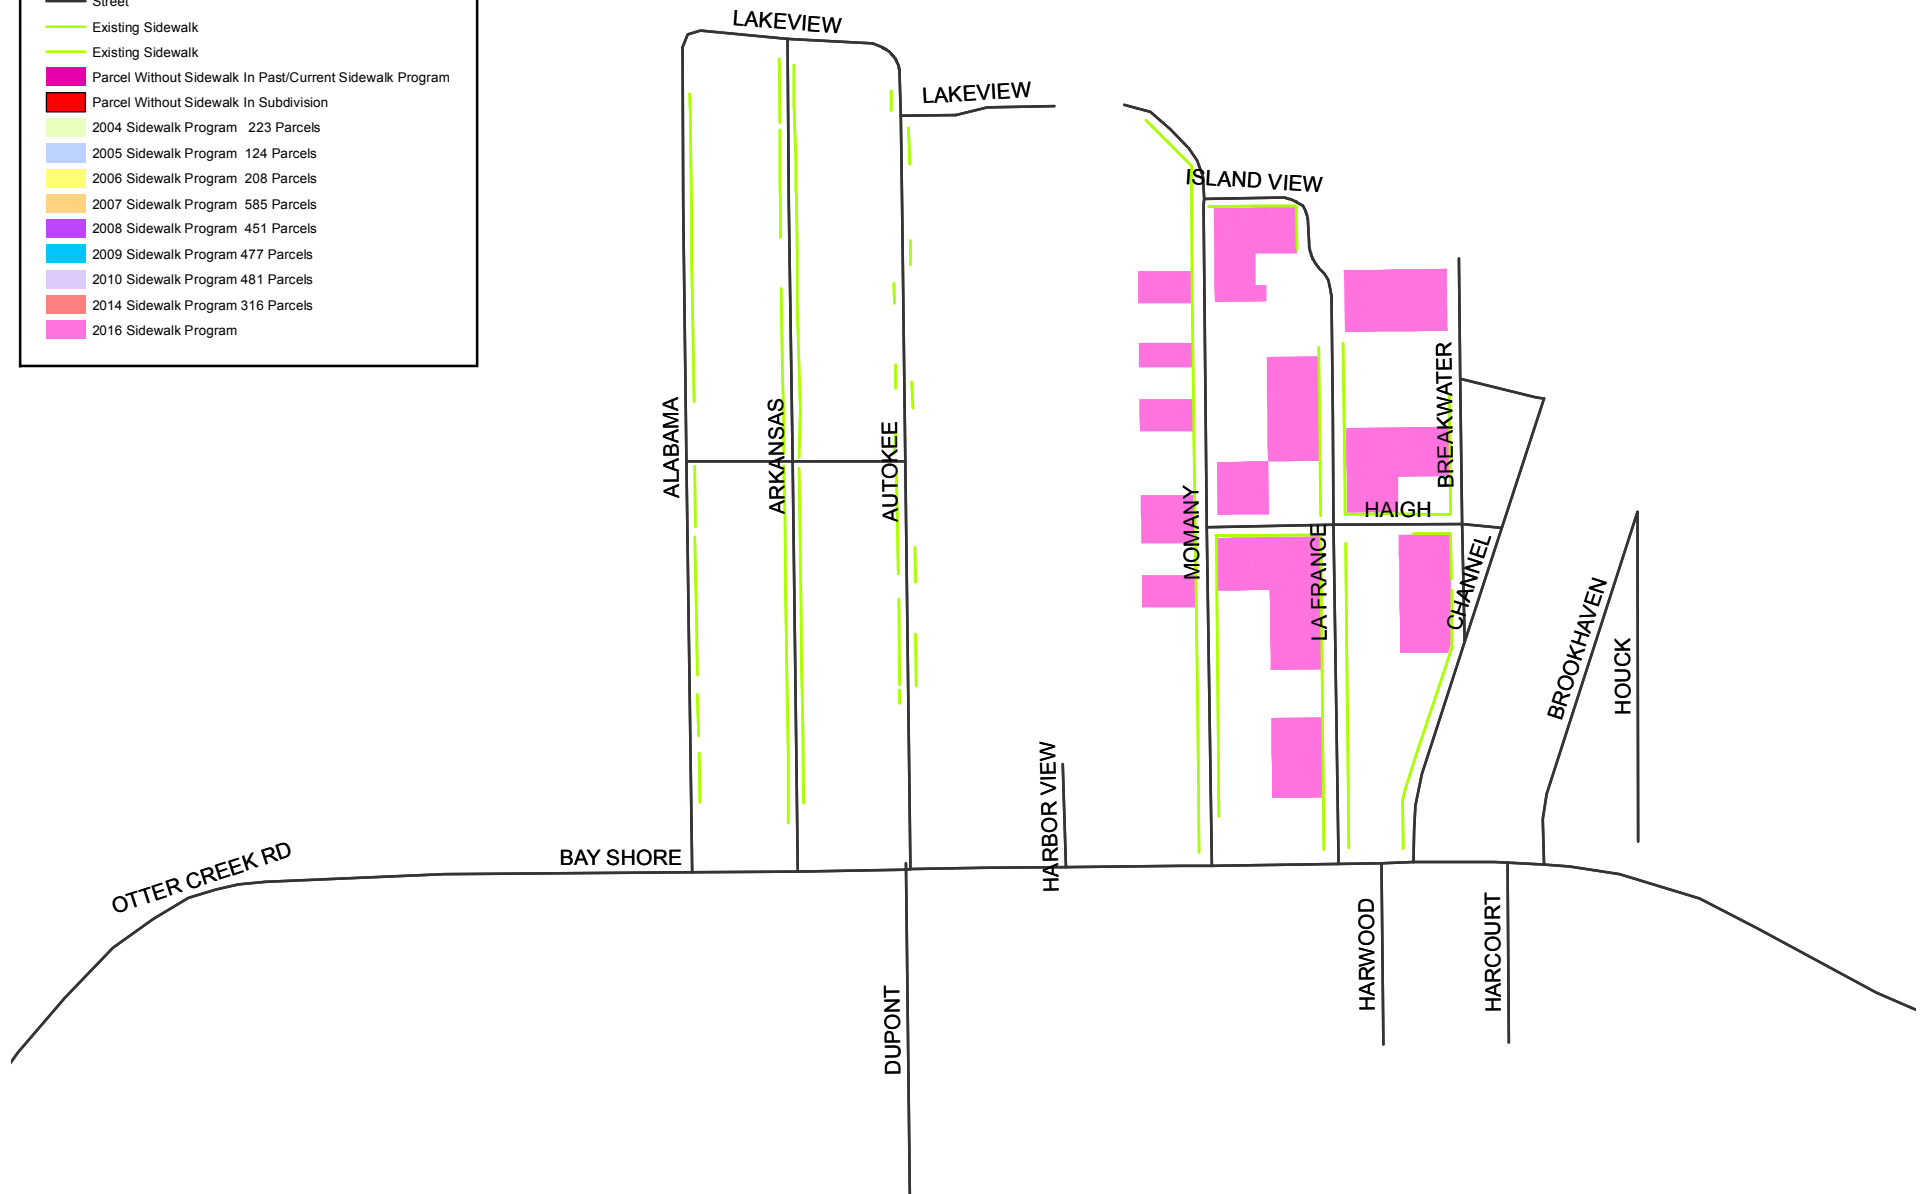 Street
Existing Sidewalk
Existing Sidewalk
Parcel Without Sidewalk In Past/Current Sidewalk Program
Parcel Without Sidewalk In Subdivision
2004 Sidewalk Program 223 Parcels
2005 Sidewalk Program 124 Parcels
2006 Sidewalk Program 208 Parcels
2007 Sidewalk Program 585 Parcels
2008 Sidewalk Program 451 Parcels
2009 Sidewalk Program 477 Parcels
2010 Sidewalk Program 481 Parcels
2014 Sidewalk Program 316 Parcels
2016 Sidewalk Program
LAKEVIEW
LAKEVIEW
ISLAND VIEW
ALABAMA
ARKANSAS
AUTOKEE
MOMANY
LA FRANCE
BREAKWATER
HAIGH
CHANNEL
BROOKHAVEN
HOUCK
HARBOR VIEW
OTTER CREEK RD
BAY SHORE
DUPONT
HARWOOD
HARCOURT